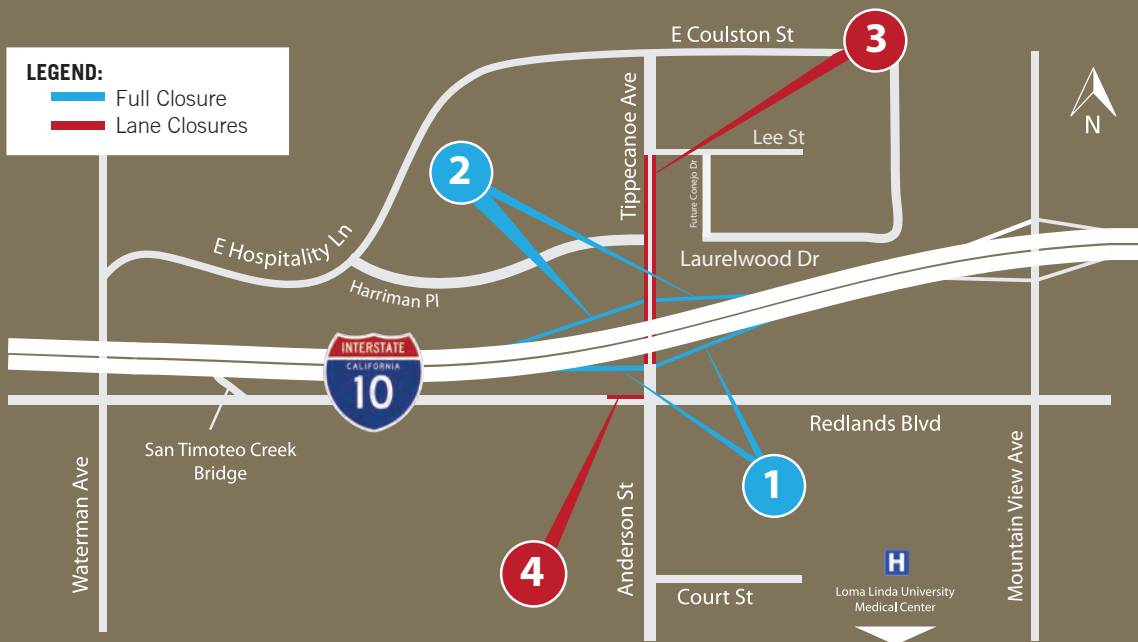 E Coulston St
3
LEGEND:
Full Closure
Lane Closures
Tippecanoe Ave
N
Lee St
2
Future Conejo Dr
E Hospitality Ln
Laurelwood Dr
Harriman Pl
INTERSTATE
CALIFORNIA
10
Redlands Blvd
San Timoteo Creek
Bridge
Waterman Ave
1
Anderson St
Mountain View Ave
4
H
Court St
Loma Linda University
Medical Center